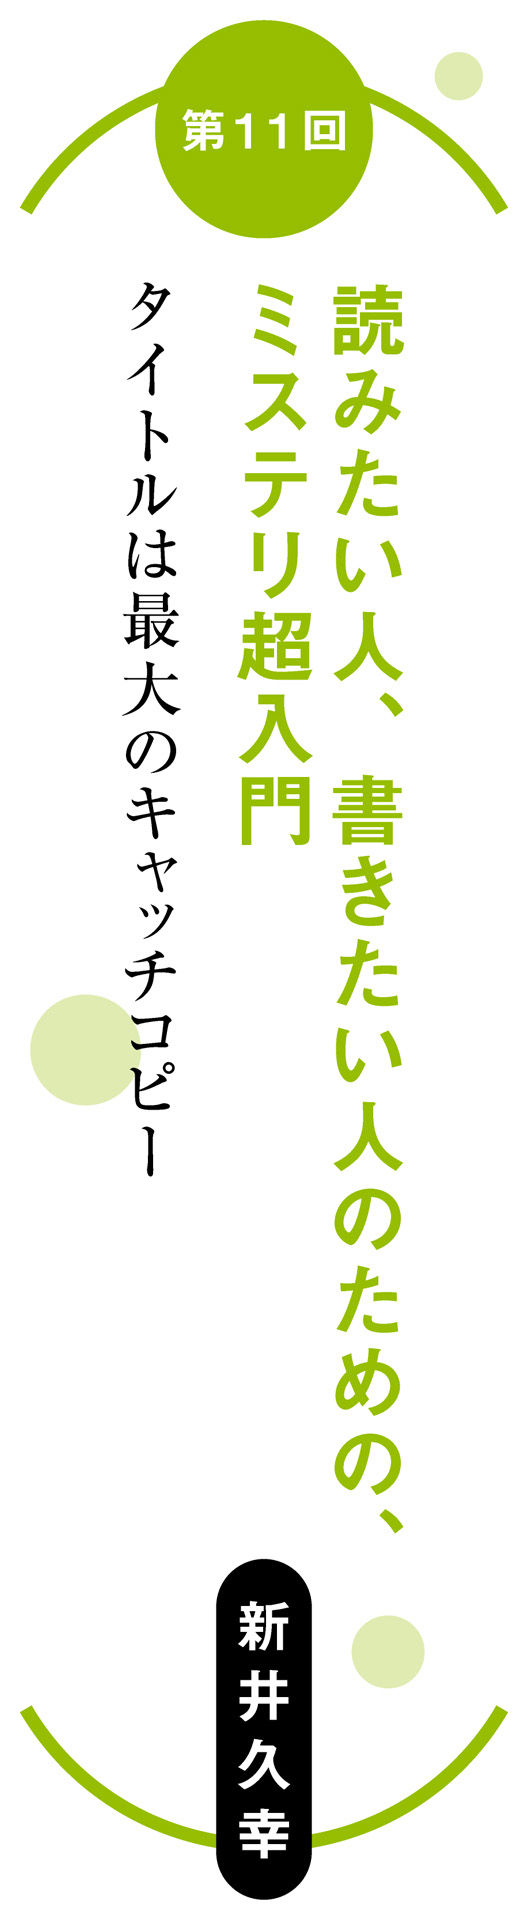 第11回
読みたい人、書きたい人のための、
ミステリ超入門
タイトルは最大のキャッチコピー
新井久幸